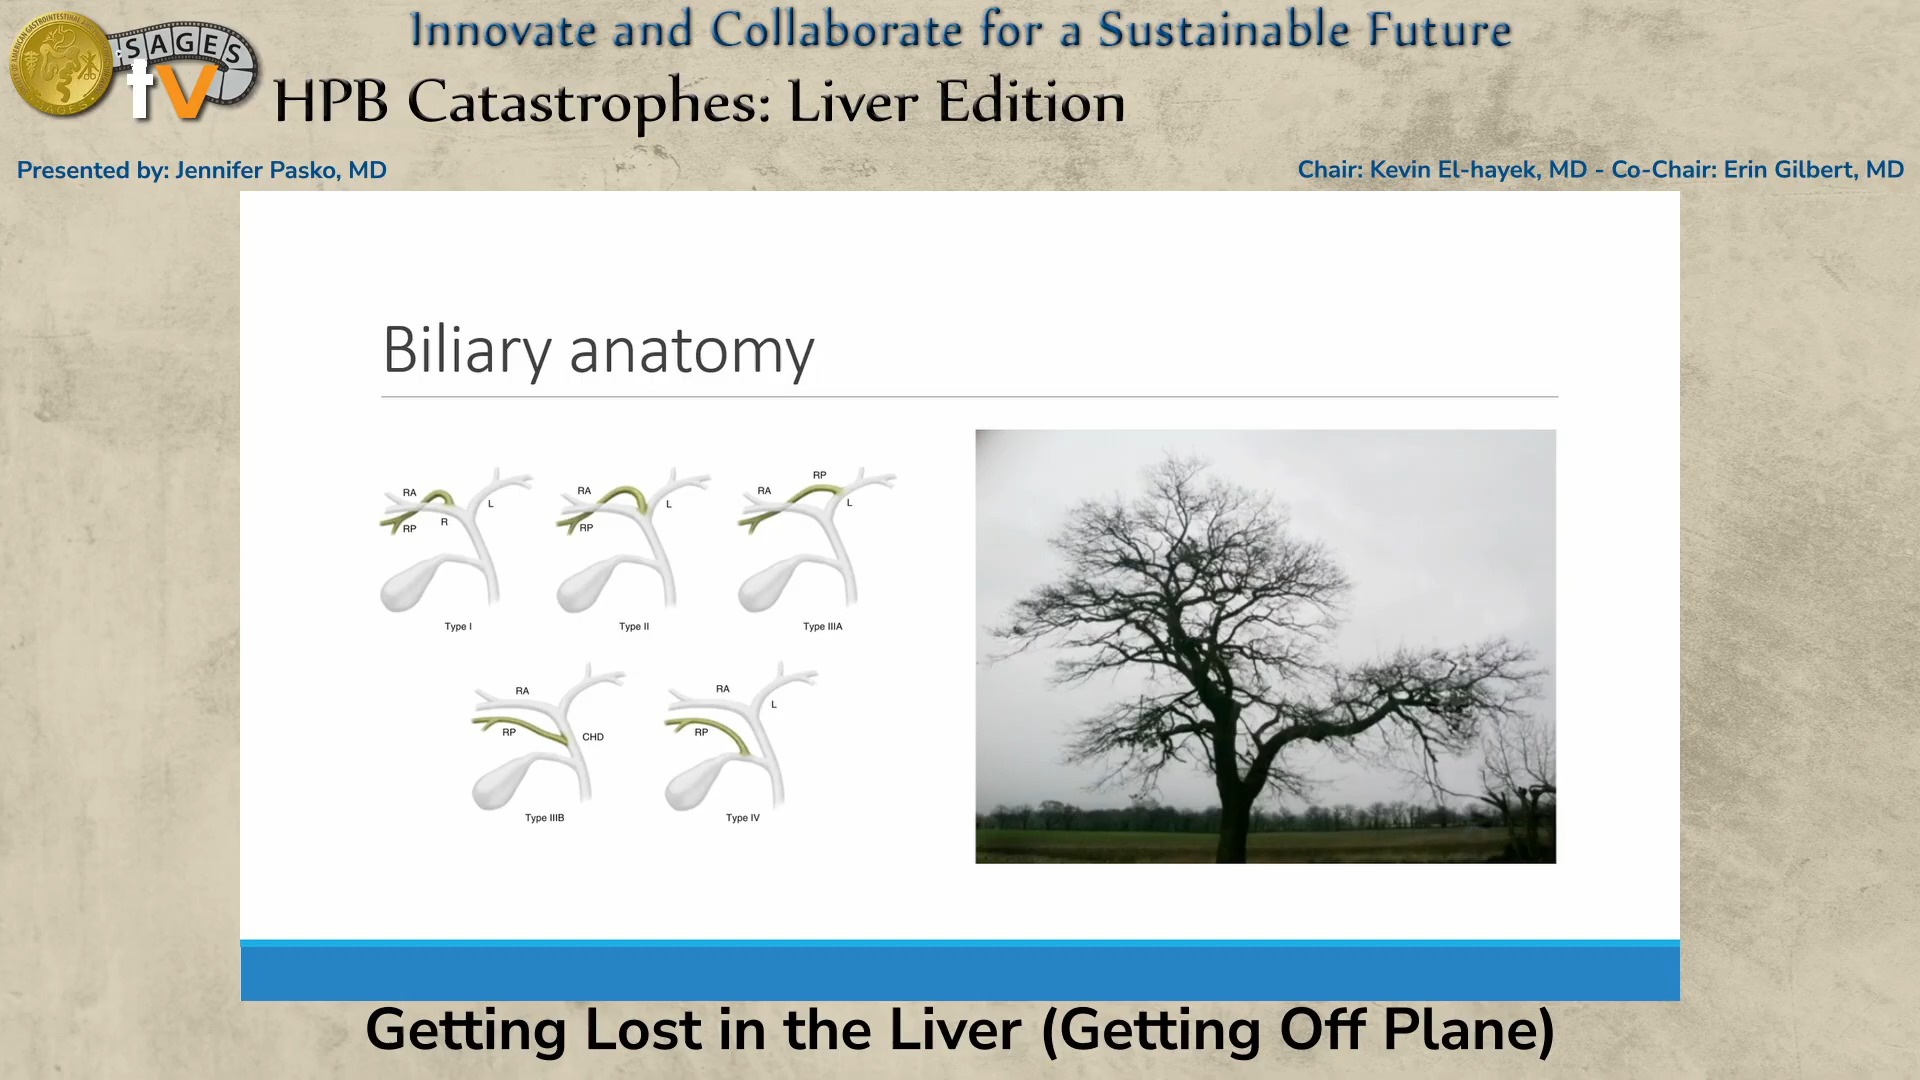 Innovate and Collaborate for a Sustainable Future
SAGES
tv
HPB Catastrophes: Liver Edition
Presented by: Jennifer Pasko, MD
Chair: Kevin El-hayek, MD - Co-Chair: Erin Gilbert, MD
Biliary anatomy
RA
RP
R
L
Type I
RA
RP
L
Type II
RA
RP
L
Type IIIA
RA
RP
CHD
Type IIIB
RA
RP
L
Type IV
Getting Lost in the Liver (Getting Off Plane)